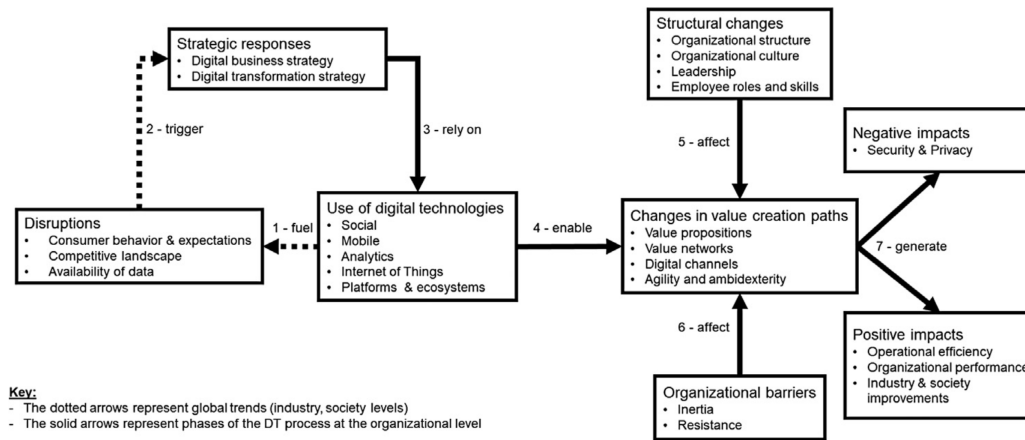 Strategic responses
• Digital business strategy
• Digital transformation strategy
2 - trigger
3 - rely on
Disruptions
• Consumer behavior & expectations
• Competitive landscape
• Availability of data
1 - fuel
Use of digital technologies
• Social
• Mobile
• Analytics
• Internet of Things
• Platforms & ecosystems
4 - enable
Structural changes
• Organizational structure
• Organizational culture
• Leadership
• Employee roles and skills
5 - affect
Changes in value creation paths
• Value propositions
• Value networks
• Digital channels
• Agility and ambidexterity
6 - affect
Organizational barriers
• Inertia
• Resistance
7 - generate
Negative impacts
• Security & Privacy
Positive impacts
• Operational efficiency
• Organizational performance
• Industry & society
improvements
Key:
- The dotted arrows represent global trends (industry, society levels)
- The solid arrows represent phases of the DT process at the organizational level